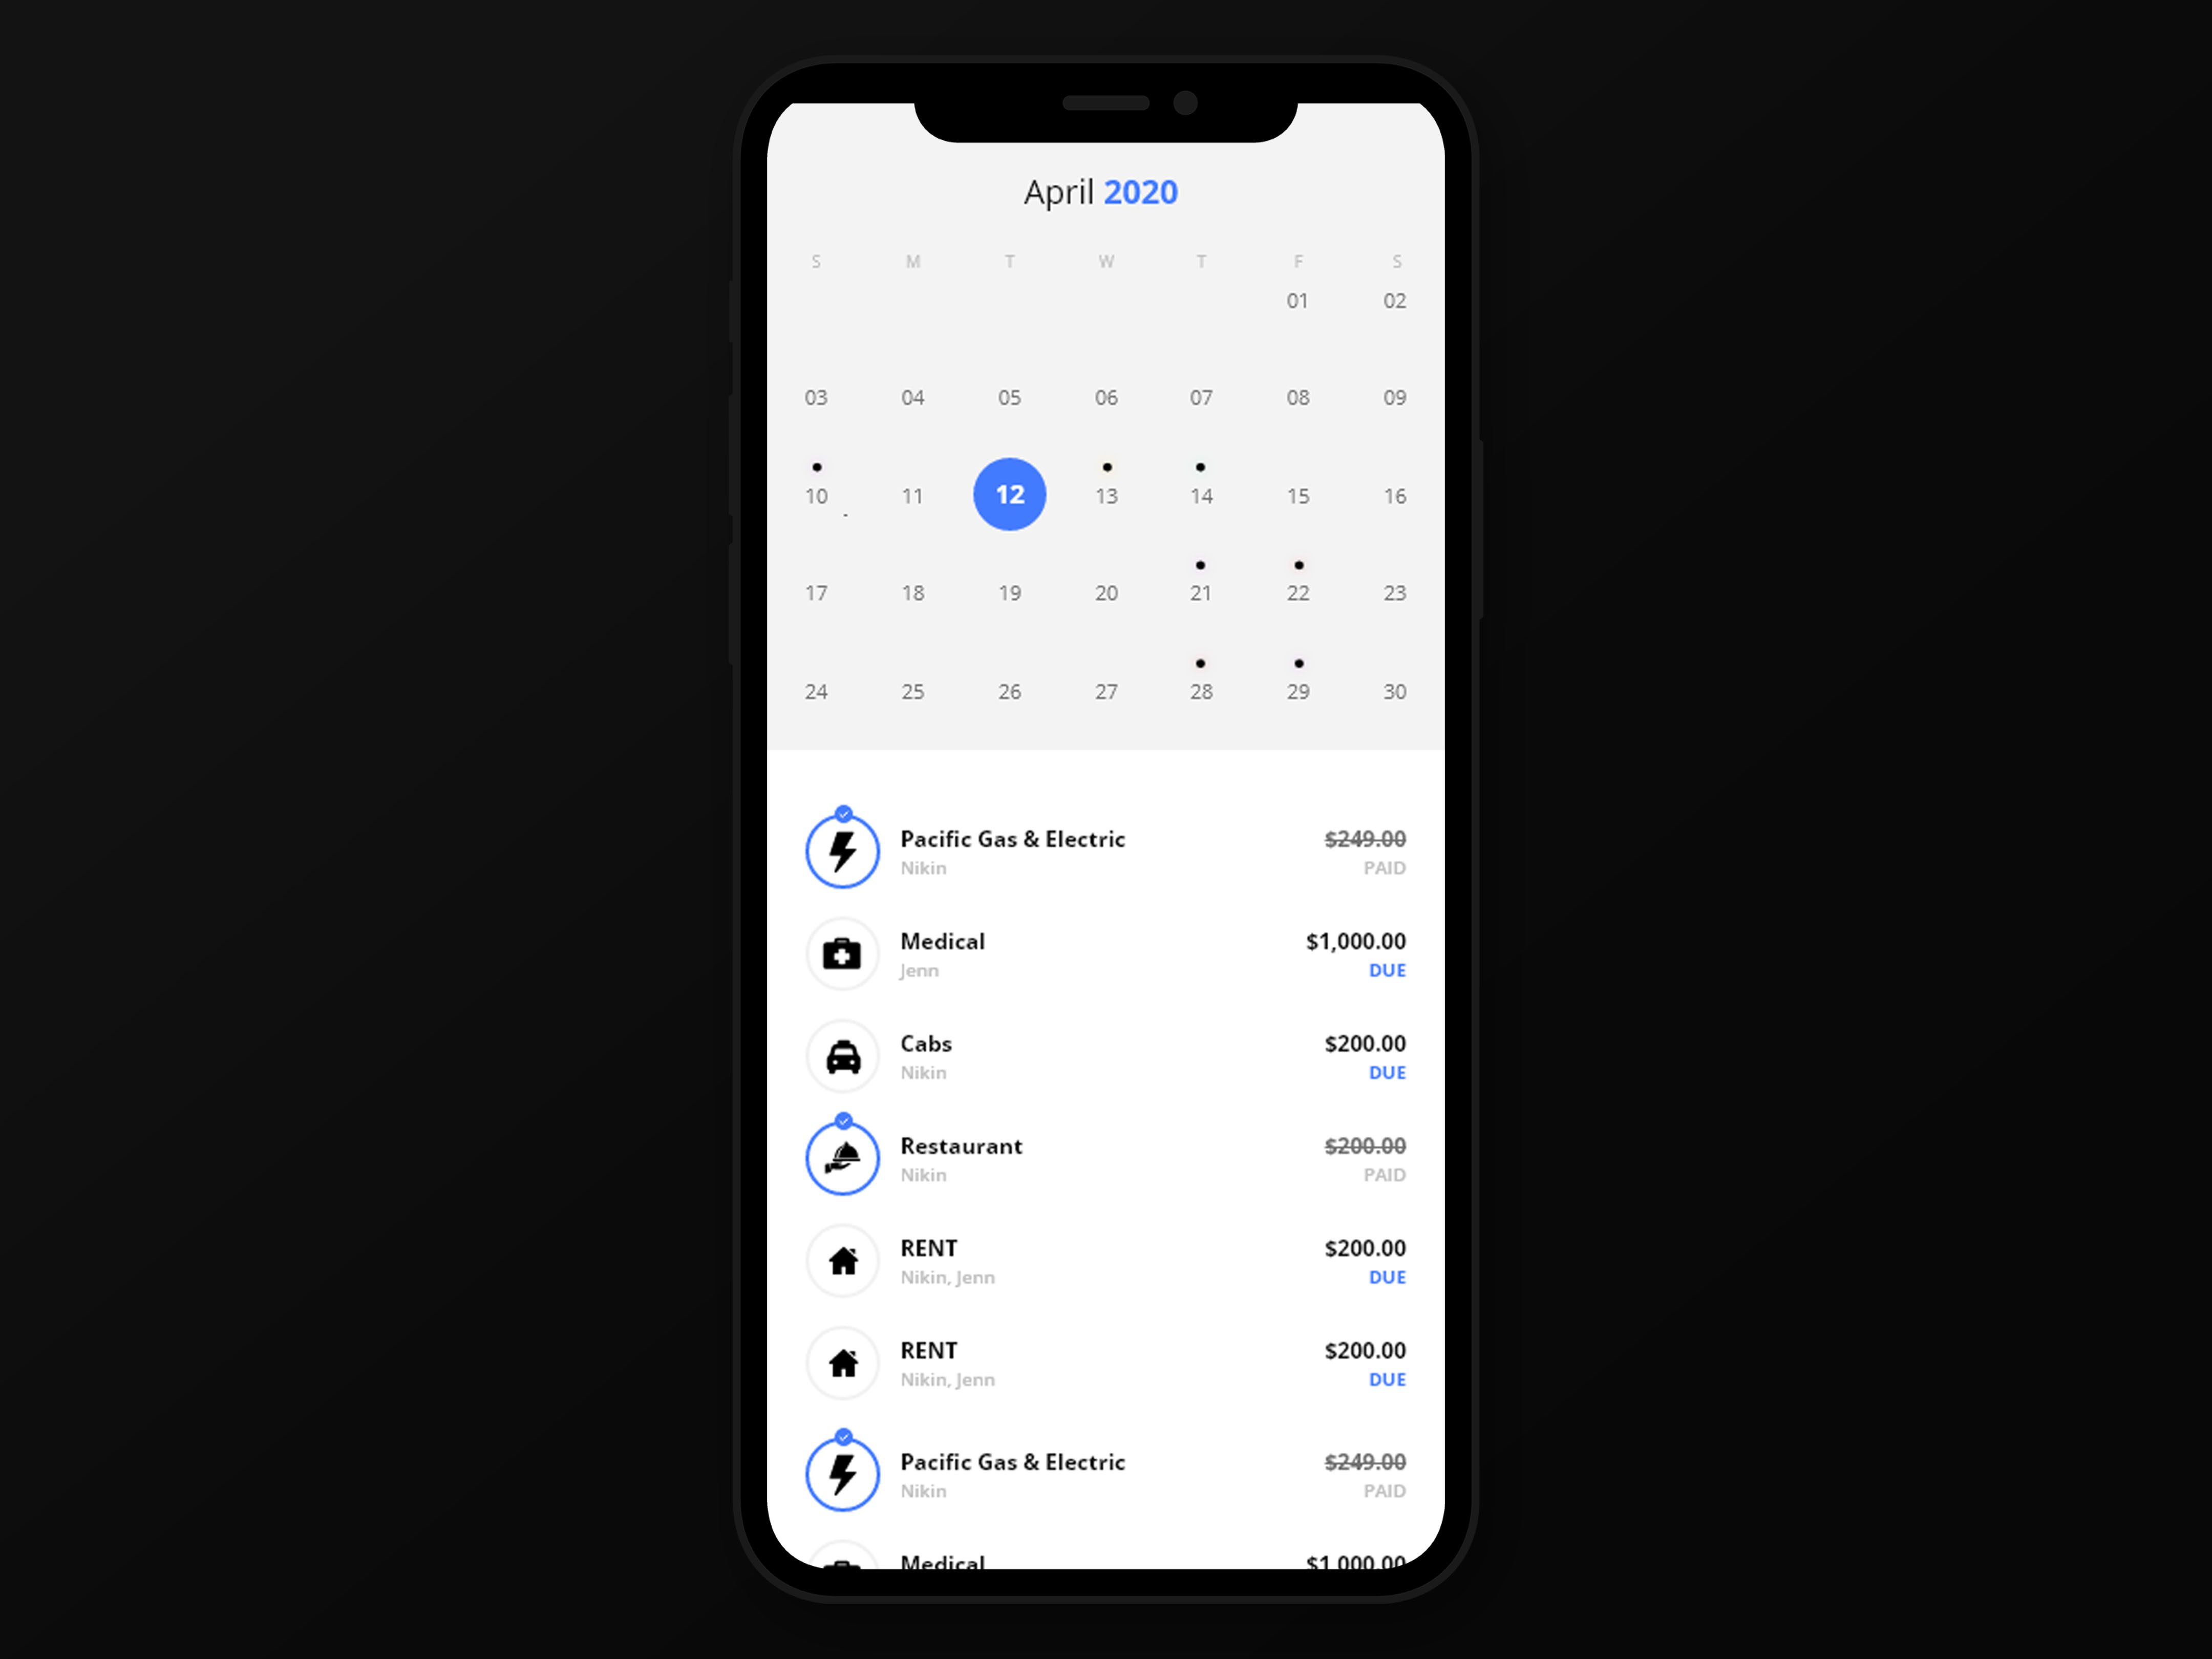 April 2020
S M T W T F S
01 02
03 04 05 06 07 08 09
10 11 12 13 14 15 16
17 18 19 20 21 22 23
24 25 26 27 28 29 30
Pacific Gas & Electric $249.00
Nikin PAID
Medical $1,000.00
Jenn DUE
Cabs $200.00
Nikin DUE
Restaurant $200.00
Nikin PAID
RENT $200.00
Nikin, Jenn DUE
RENT $200.00
Nikin, Jenn DUE
Pacific Gas & Electric $249.00
Nikin PAID
Medical $1,000.00